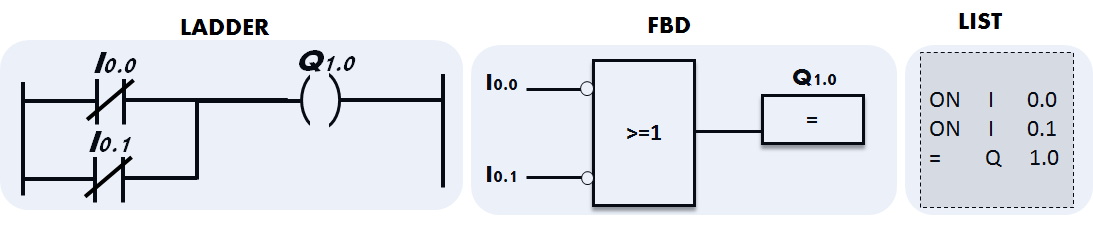 LADDER
I0.0
Q1.0
I0.1
FBD
I0.0
Q1.0
>=1
=
I0.1
LIST
ON I 0.0
ON I 0.1
= Q 1.0